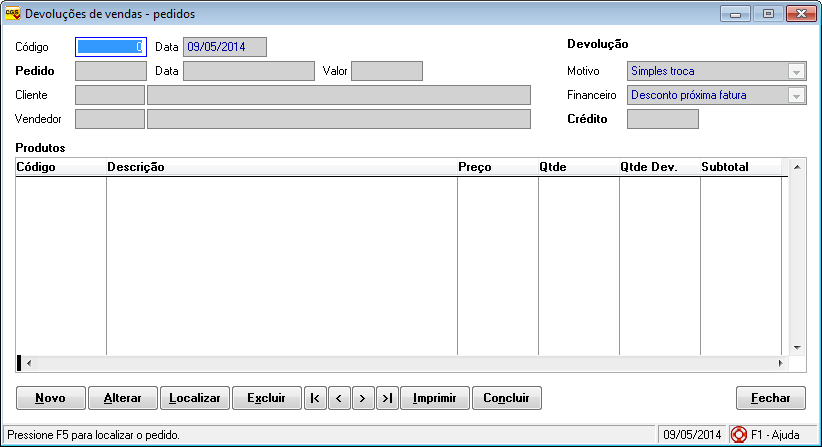 CGS
Devoluções de vendas - pedidos
Código 0 Data 09/05/2014 Devolução
Pedido Data Valor Motivo Simples troca
Cliente Financeiro Desconto próxima fatura
Vendedor Crédito
Produtos
Código Descrição Preço Qtde Qtde Dev. Subtotal
Novo Alterar Localizar Excluir |< < > >| Imprimir Concluir Fechar
Pressione F5 para localizar o pedido. 09/05/2014 F1 - Ajuda